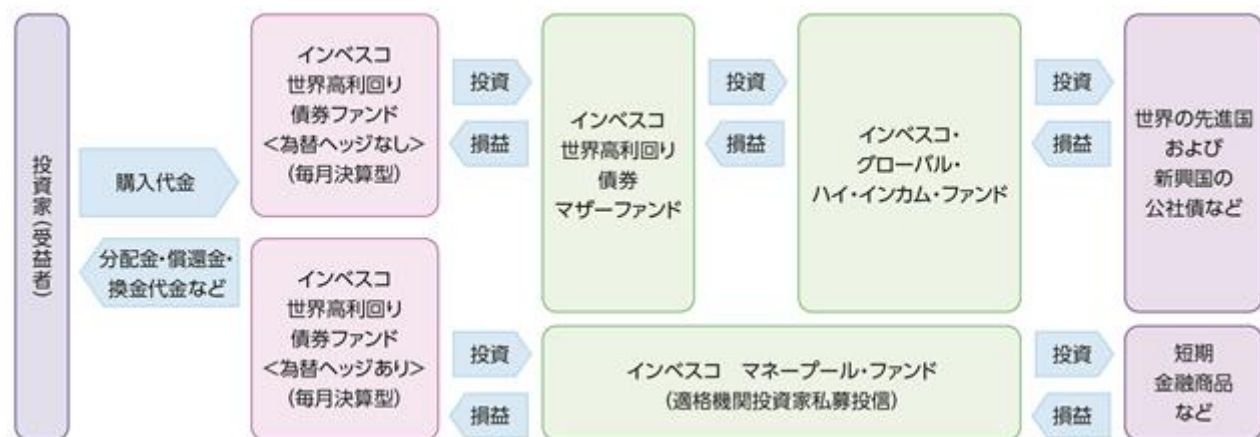 投資家(受益者)
購入代金
分配金・償還金・
換金代金など
インベスコ
世界高利回り
債券ファンド
<為替ヘッジなし>
(毎月決算型)
インベスコ
世界高利回り
債券ファンド
<為替ヘッジあり>
(毎月決算型)
投資
損益
投資
損益
インベスコ
世界高利回り
債券
マザーファンド
投資
損益
インベスコ・
グローバル・
ハイ・インカム・ファンド
インベスコ　マネープール・ファンド
(適格機関投資家私募投信)
投資
損益
投資
損益
世界の先進国
および
新興国の
公社債など
短期
金融商品
など